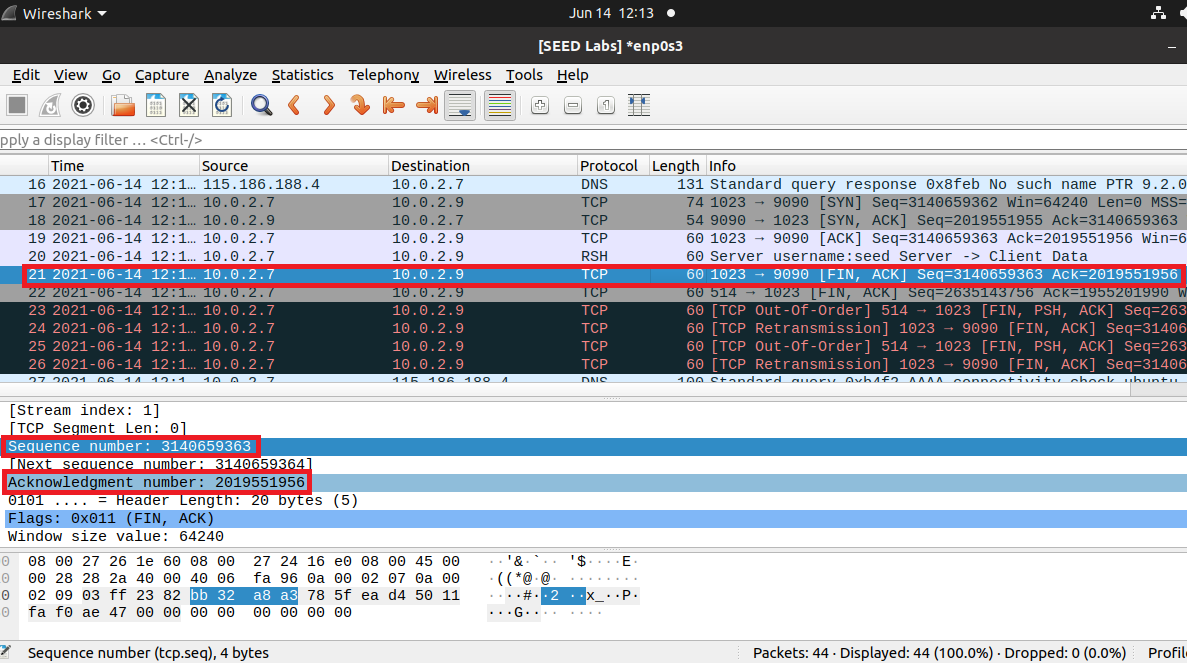 Wireshark Jun 14 12:13
[SEED Labs] *enp0s3
Edit View Go Capture Analyze Statistics Telephony Wireless Tools Help
pply a display filter … <Ctrl-/>
Time Source Destination Protocol Length Info
16 2021-06-14 12:1… 115.186.188.4 10.0.2.7 DNS 131 Standard query response 0x8feb No such name PTR 9.2.0
17 2021-06-14 12:1… 10.0.2.7 10.0.2.9 TCP 74 1023 → 9090 [SYN] Seq=3140659362 Win=64240 Len=0 MSS=
18 2021-06-14 12:1… 10.0.2.9 10.0.2.7 TCP 54 9090 → 1023 [SYN, ACK] Seq=2019551955 Ack=3140659363
19 2021-06-14 12:1… 10.0.2.7 10.0.2.9 TCP 60 1023 → 9090 [ACK] Seq=3140659363 Ack=2019551956 Win=6
20 2021-06-14 12:1… 10.0.2.7 10.0.2.9 RSH 60 Server username:seed Server -> Client Data
21 2021-06-14 12:1… 10.0.2.7 10.0.2.9 TCP 60 1023 → 9090 [FIN, ACK] Seq=3140659363 Ack=2019551956
22 2021-06-14 12:1… 10.0.2.7 10.0.2.9 TCP 60 514 → 1023 [FIN, ACK] Seq=2635143756 Ack=1955201990 W
23 2021-06-14 12:1… 10.0.2.7 10.0.2.9 TCP 60 [TCP Out-Of-Order] 514 → 1023 [FIN, PSH, ACK] Seq=263
24 2021-06-14 12:1… 10.0.2.7 10.0.2.9 TCP 60 [TCP Retransmission] 1023 → 9090 [FIN, ACK] Seq=31406
25 2021-06-14 12:1… 10.0.2.7 10.0.2.9 TCP 60 [TCP Out-Of-Order] 514 → 1023 [FIN, PSH, ACK] Seq=263
26 2021-06-14 12:1… 10.0.2.7 10.0.2.9 TCP 60 [TCP Retransmission] 1023 → 9090 [FIN, ACK] Seq=31406
27 2021-06-14 12:1… 10.0.2.7 115.186.188.4 DNS 100 Standard query AAAA connectivity-check
[Stream index: 1]
[TCP Segment Len: 0]
Sequence number: 3140659363
[Next sequence number: 3140659364]
Acknowledgment number: 2019551956
0101 .... = Header Length: 20 bytes (5)
Flags: 0x011 (FIN, ACK)
Window size value: 64240
0 08 00 27 26 1e 60 08 00 27 24 16 e0 08 00 45 00 ··'&·`·· '$····E·
0 00 28 28 2a 40 00 40 06 fa 96 0a 00 02 07 0a 00 ·((*@·@· ········
0 02 09 03 ff 23 82 bb 32 a8 a3 78 5f ea d4 50 11 ····#··2 ··x_··P·
0 fa f0 ae 47 00 00 00 00 00 00 00 00 ···G···· ····
Sequence number (tcp.seq), 4 bytes Packets: 44 · Displayed: 44 (100.0%) · Dropped: 0 (0.0%) Profil